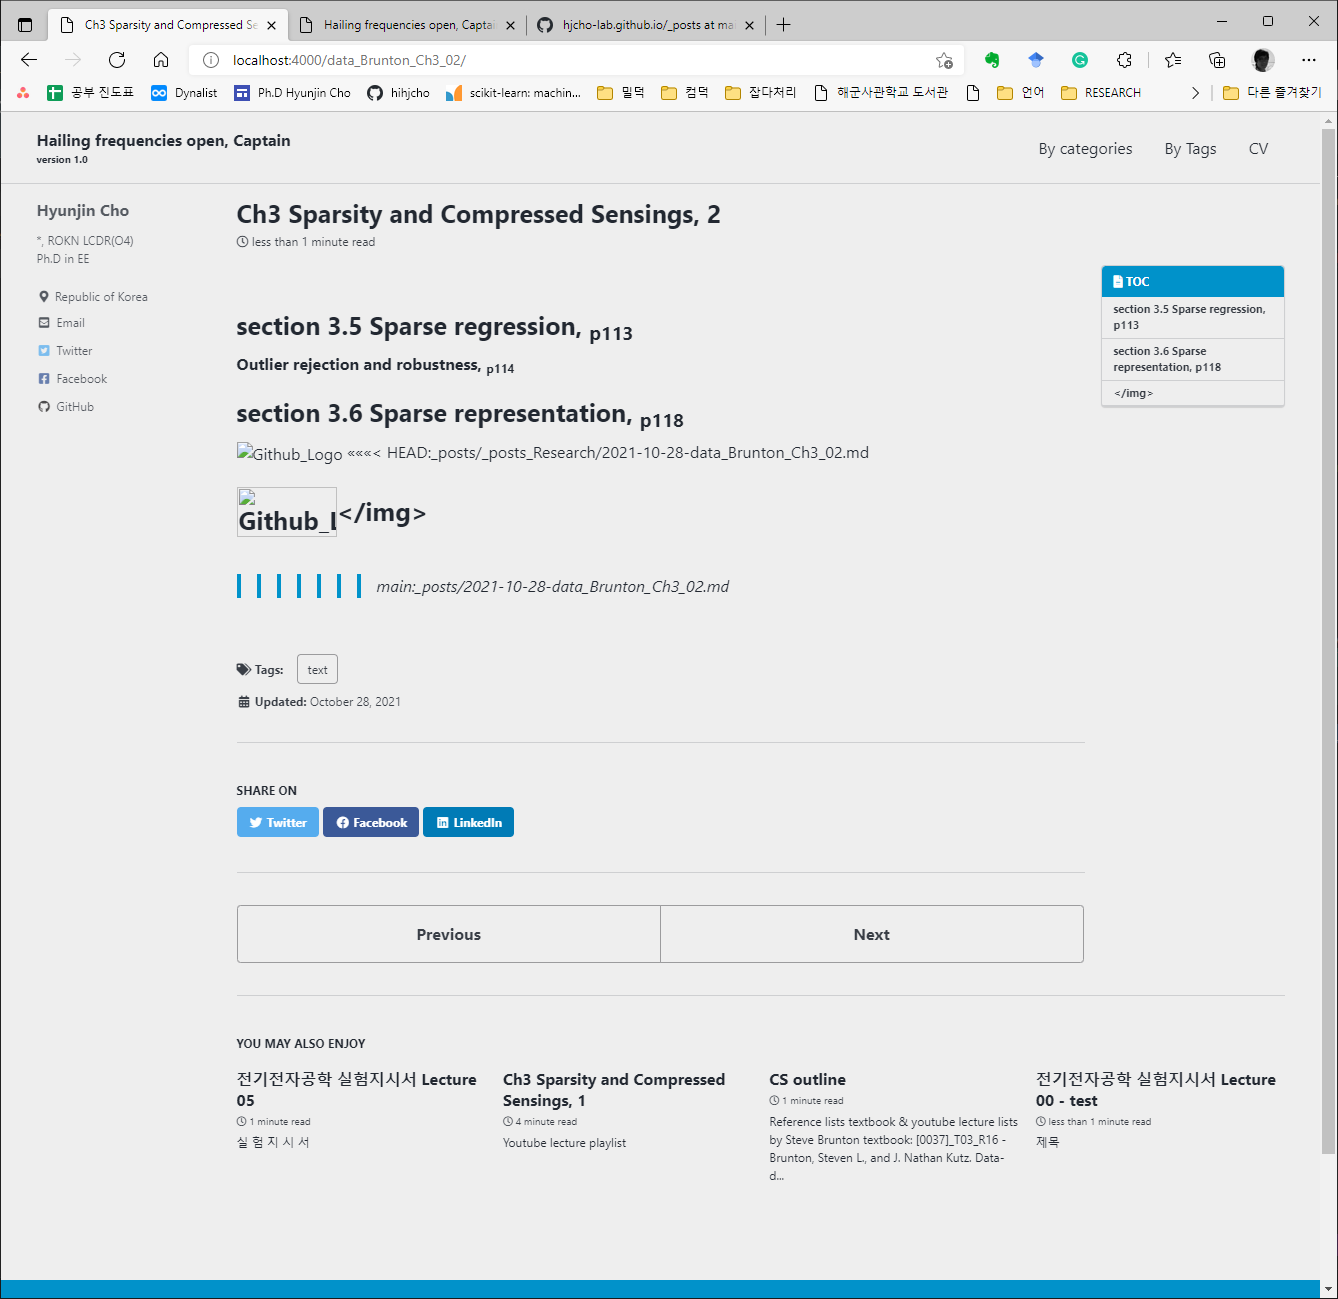 Ch3 Sparsity and Compressed Se
Hailing frequencies open, Captai
hjcho-lab.github.io/_posts at mai
localhost:4000/data_Brunton_Ch3_02/
공부 진도표
Dynalist
Ph.D Hyunjin Cho
hihjcho
scikit-learn: machin...
밀덕
컴덕
잡다처리
해군사관학교 도서관
언어
RESEARCH
다른 즐겨찾기
Hailing frequencies open, Captain
version 1.0
By categories
By Tags
CV
Hyunjin Cho
*, ROKN LCDR(O4)
Ph.D in EE
Republic of Korea
Email
Twitter
Facebook
GitHub
Ch3 Sparsity and Compressed Sensings, 2
less than 1 minute read
TOC
section 3.5 Sparse regression,
p113
section 3.6 Sparse
representation, p118
</img>
section 3.5 Sparse regression, p113
Outlier rejection and robustness, p114
section 3.6 Sparse representation, p118
Github_Logo «««< HEAD:_posts/_posts_Research/2021-10-28-data_Brunton_Ch3_02.md
Github_L</img>
main:_posts/2021-10-28-data_Brunton_Ch3_02.md
Tags: text
Updated: October 28, 2021
SHARE ON
Twitter
Facebook
LinkedIn
Previous
Next
YOU MAY ALSO ENJOY
전기전자공학 실험지시서 Lecture
05
1 minute read
실 험 지 시 서
Ch3 Sparsity and Compressed
Sensings, 1
4 minute read
Youtube lecture playlist
CS outline
1 minute read
Reference lists textbook & youtube lecture lists
by Steve Brunton textbook: [0037]_T03_R16 -
Brunton, Steven L., and J. Nathan Kutz. Data-
d...
전기전자공학 실험지시서 Lecture
00 - test
less than 1 minute read
제목